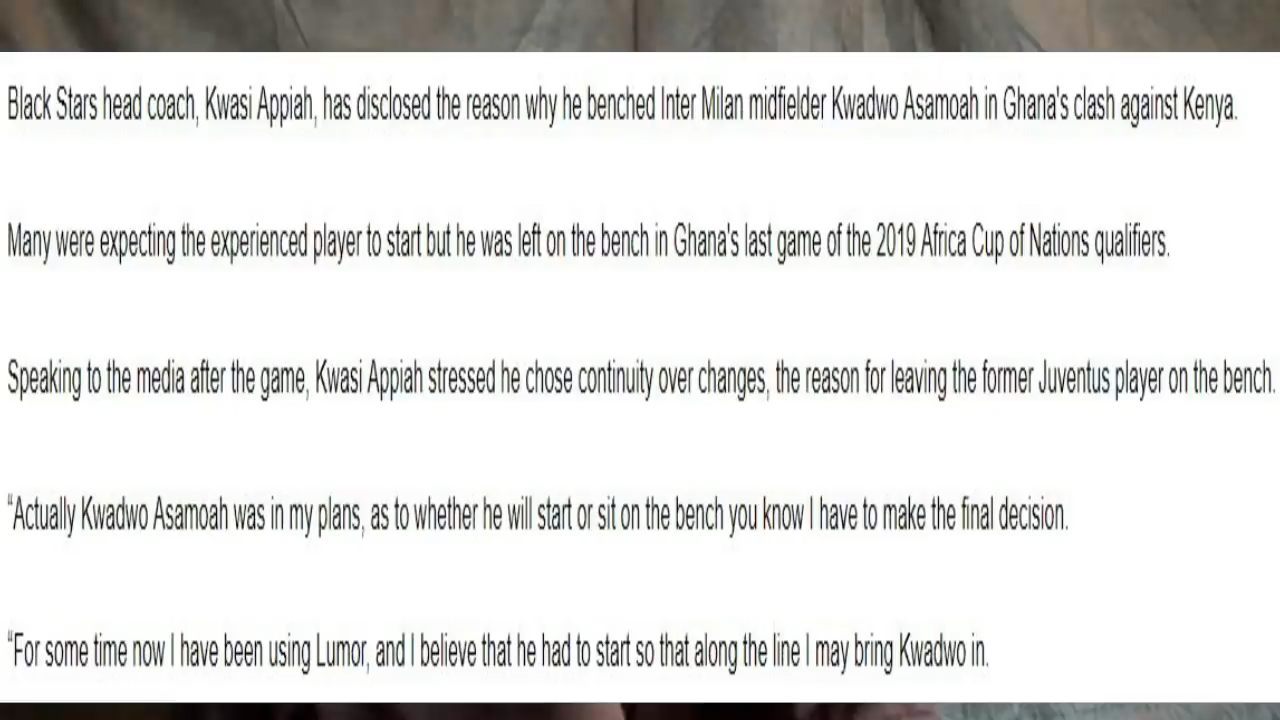 Black Stars head coach, Kwasi Appiah, has disclosed the reason why he benched Inter Milan midfielder Kwadwo Asamoah in Ghana's clash against Kenya.
Many were expecting the experienced player to start but he was left on the bench in Ghana's last game of the 2019 Africa Cup of Nations qualifiers.
Speaking to the media after the game, Kwasi Appiah stressed he chose continuity over changes, the reason for leaving the former Juventus player on the bench.
“Actually Kwadwo Asamoah was in my plans, as to whether he will start or sit on the bench you know I have to make the final decision.
“For some time now I have been using Lumor, and I believe that he had to start so that along the line I may bring Kwadwo in.